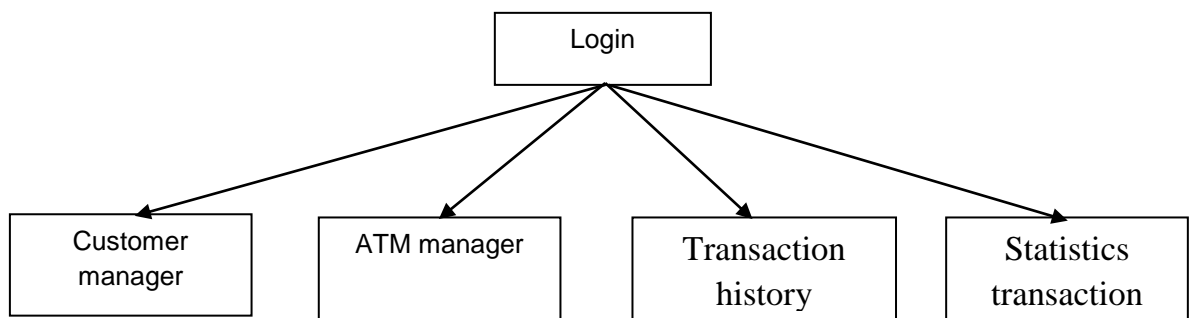 Login
Customer
manager
ATM manager
Transaction
history
Statistics
transaction